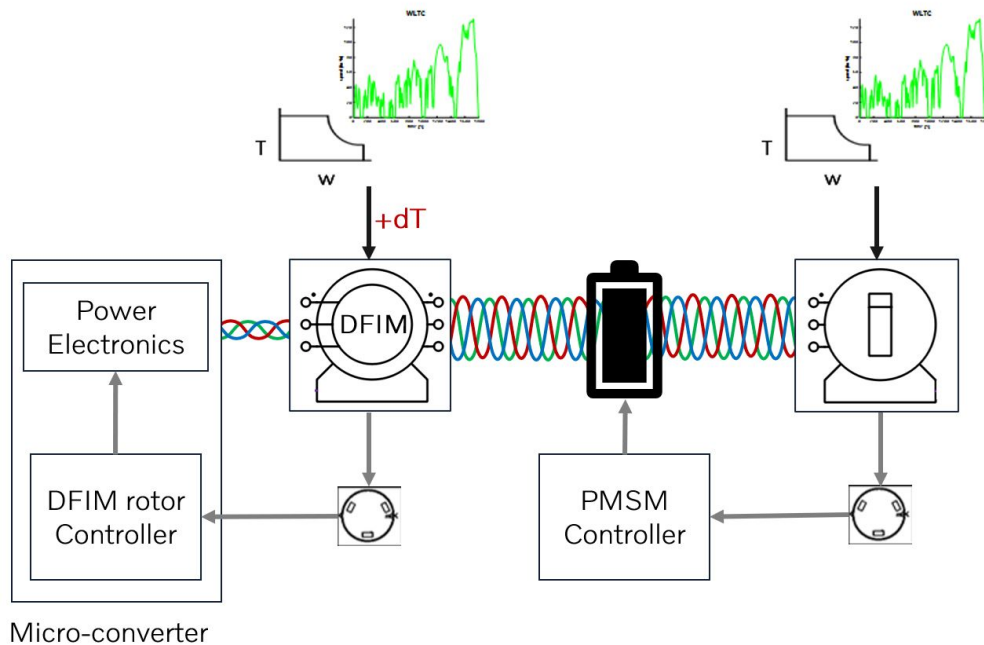 WLTC
WLTC
T
W
T
W
+dT
Power
Electronics
DFIM
DFIM rotor
Controller
PMSM
Controller
Micro-converter